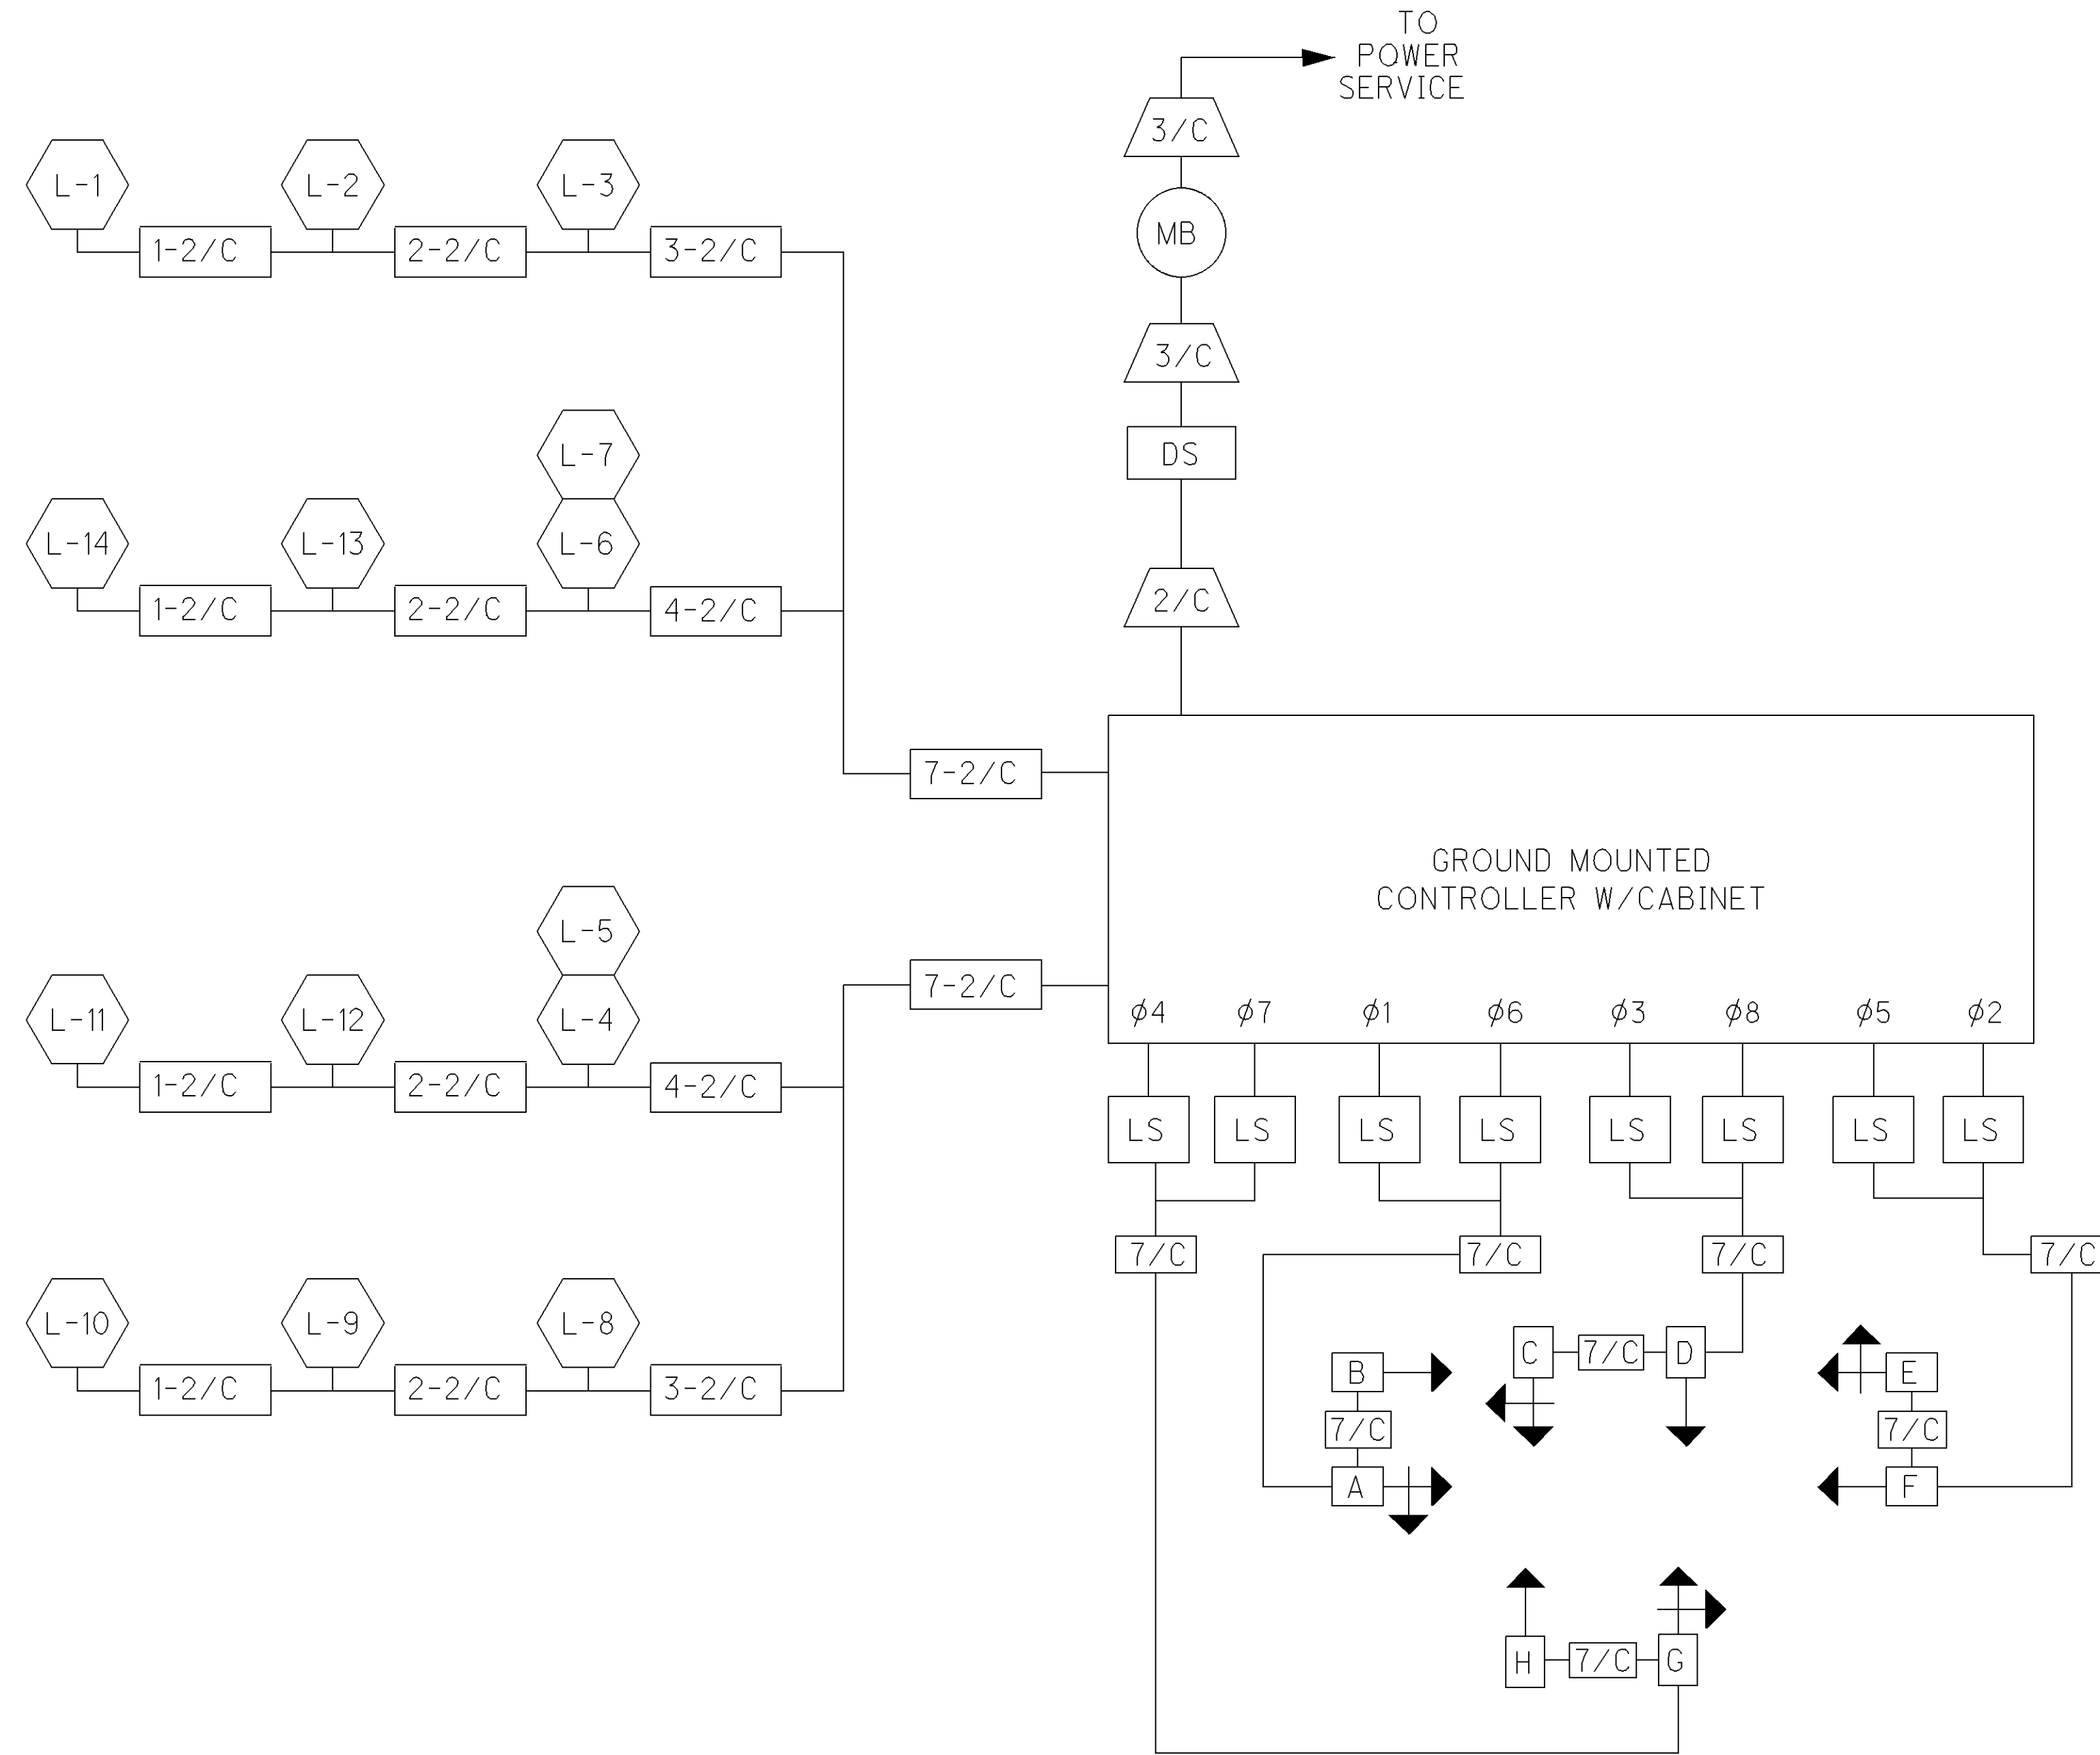 TO
POWER
SERVICE
3/C
MB
3/C
DS
2/C
L-1
L-2
L-3
1-2/C
2-2/C
3-2/C
L-7
L-14
L-13
L-6
1-2/C
2-2/C
4-2/C
7-2/C
GROUND MOUNTED
CONTROLLER W/CABINET
L-5
7-2/C
L-11
L-12
L-4
1-2/C
2-2/C
4-2/C
ϕ4 ϕ7 ϕ1 ϕ6 ϕ3 ϕ8 ϕ5 ϕ2
LS LS LS LS LS LS LS LS
7/C
7/C
7/C
7/C
L-10
L-9
L-8
1-2/C
2-2/C
3-2/C
B
7/C
A
C
7/C
D
E
7/C
F
H
7/C
G